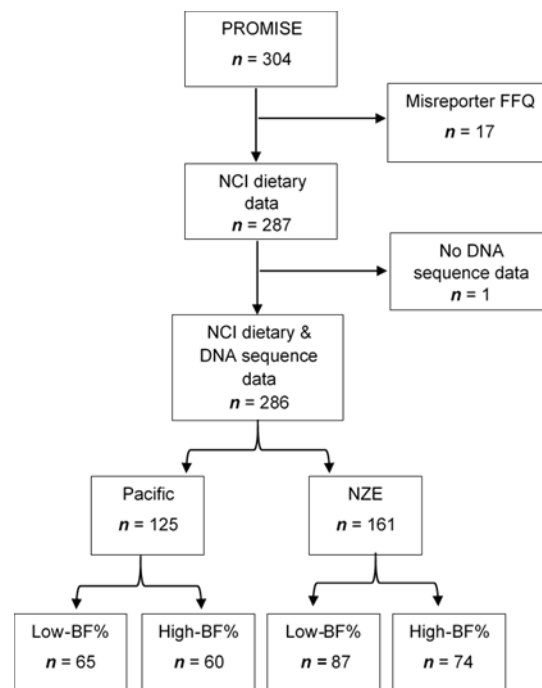 PROMISE
n = 304
Misreporter FFQ
n = 17
NCI dietary
data
n = 287
No DNA
sequence data
n = 1
NCI dietary &
DNA sequence
data
n = 286
Pacific
n = 125
NZE
n = 161
Low-BF%
n = 65
High-BF%
n = 60
Low-BF%
n = 87
High-BF%
n = 74